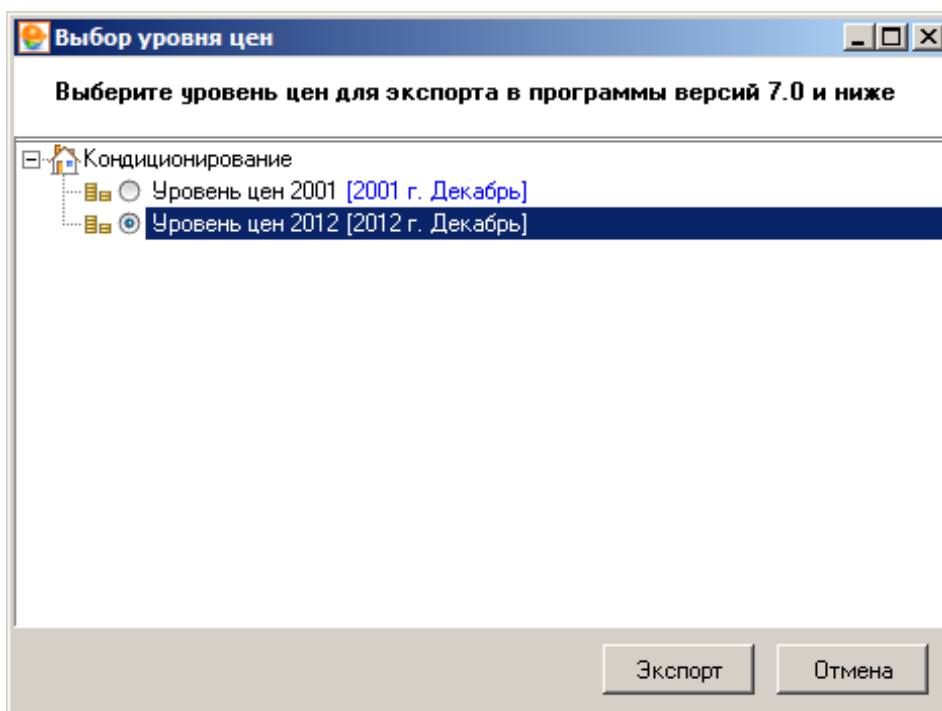 Выбор уровня цен
Выберите уровень цен для экспорта в программы версий 7.0 и ниже
Кондиционирование
Уровень цен 2001 [2001 г. Декабрь]
Уровень цен 2012 [2012 г. Декабрь]
Экспорт Отмена